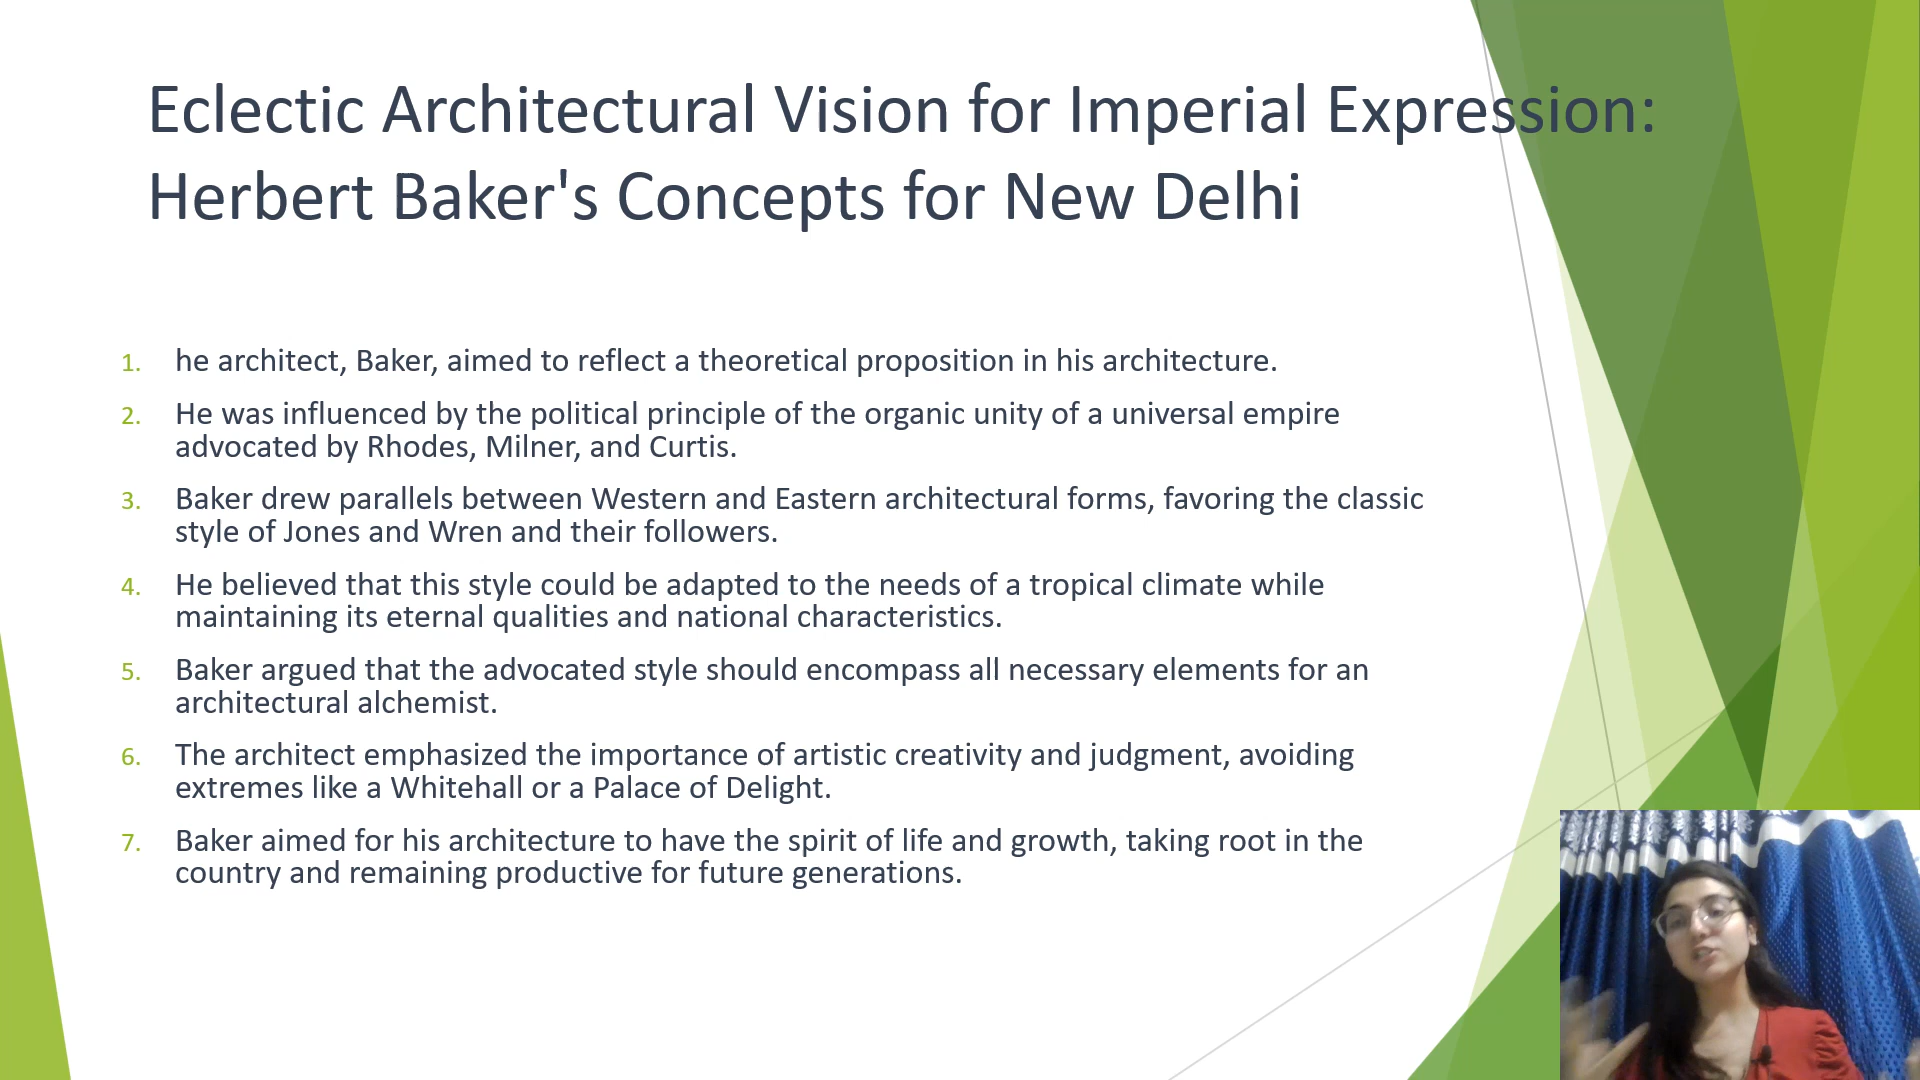 Eclectic Architectural Vision for Imperial Expression:
Herbert Baker's Concepts for New Delhi
1. he architect, Baker, aimed to reflect a theoretical proposition in his architecture.
2. He was influenced by the political principle of the organic unity of a universal empire
advocated by Rhodes, Milner, and Curtis.
3. Baker drew parallels between Western and Eastern architectural forms, favoring the classic
style of Jones and Wren and their followers.
4. He believed that this style could be adapted to the needs of a tropical climate while
maintaining its eternal qualities and national characteristics.
5. Baker argued that the advocated style should encompass all necessary elements for an
architectural alchemist.
6. The architect emphasized the importance of artistic creativity and judgment, avoiding
extremes like a Whitehall or a Palace of Delight.
7. Baker aimed for his architecture to have the spirit of life and growth, taking root in the
country and remaining productive for future generations.